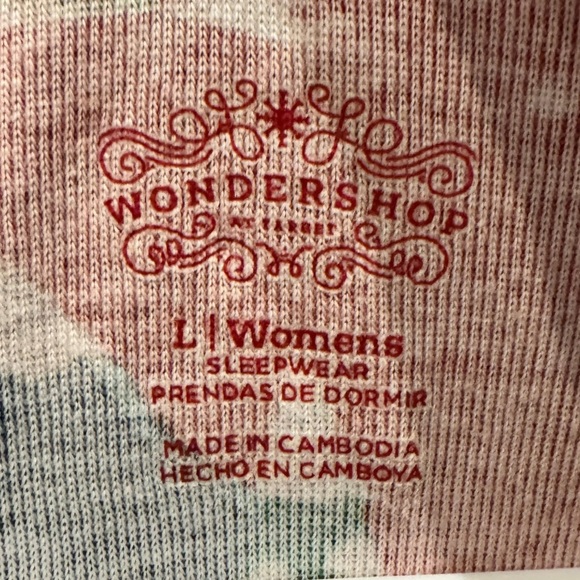 WONDERSHOP
AT TARGET
L | Womens
SLEEPWEAR
PRENDAS DE DORMIR
MADE IN CAMBODIA
HECHO EN CAMBOYA